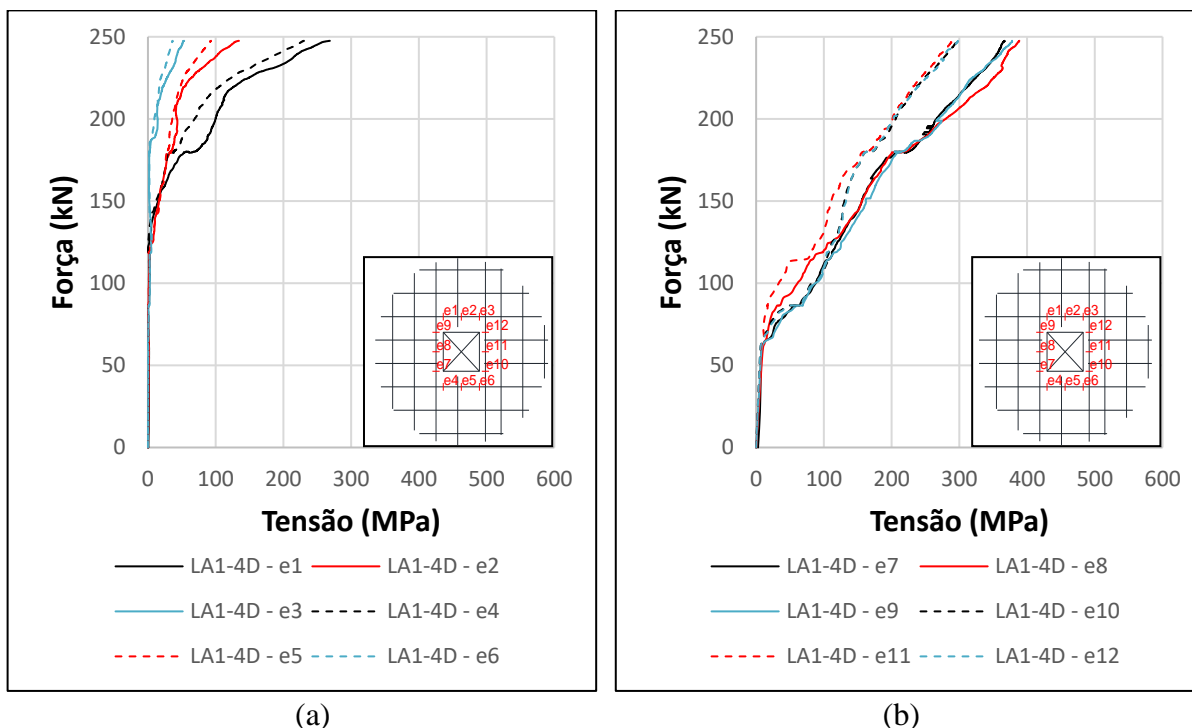 250
200
150
100
50
0
Força (kN)
e1 e2 e3
e9 e12
e8 e11
e7 e10
e4 e5 e6
0 100 200 300 400 500 600
Tensão (MPa)
LA1-4D - e1 LA1-4D - e2
LA1-4D - e3 LA1-4D - e4
LA1-4D - e5 LA1-4D - e6
(a)
250
200
150
100
50
0
Força (kN)
e1 e2 e3
e9 e12
e8 e11
e7 e10
e4 e5 e6
0 100 200 300 400 500 600
Tensão (MPa)
LA1-4D - e7 LA1-4D - e8
LA1-4D - e9 LA1-4D - e10
LA1-4D - e11 LA1-4D - e12
(b)